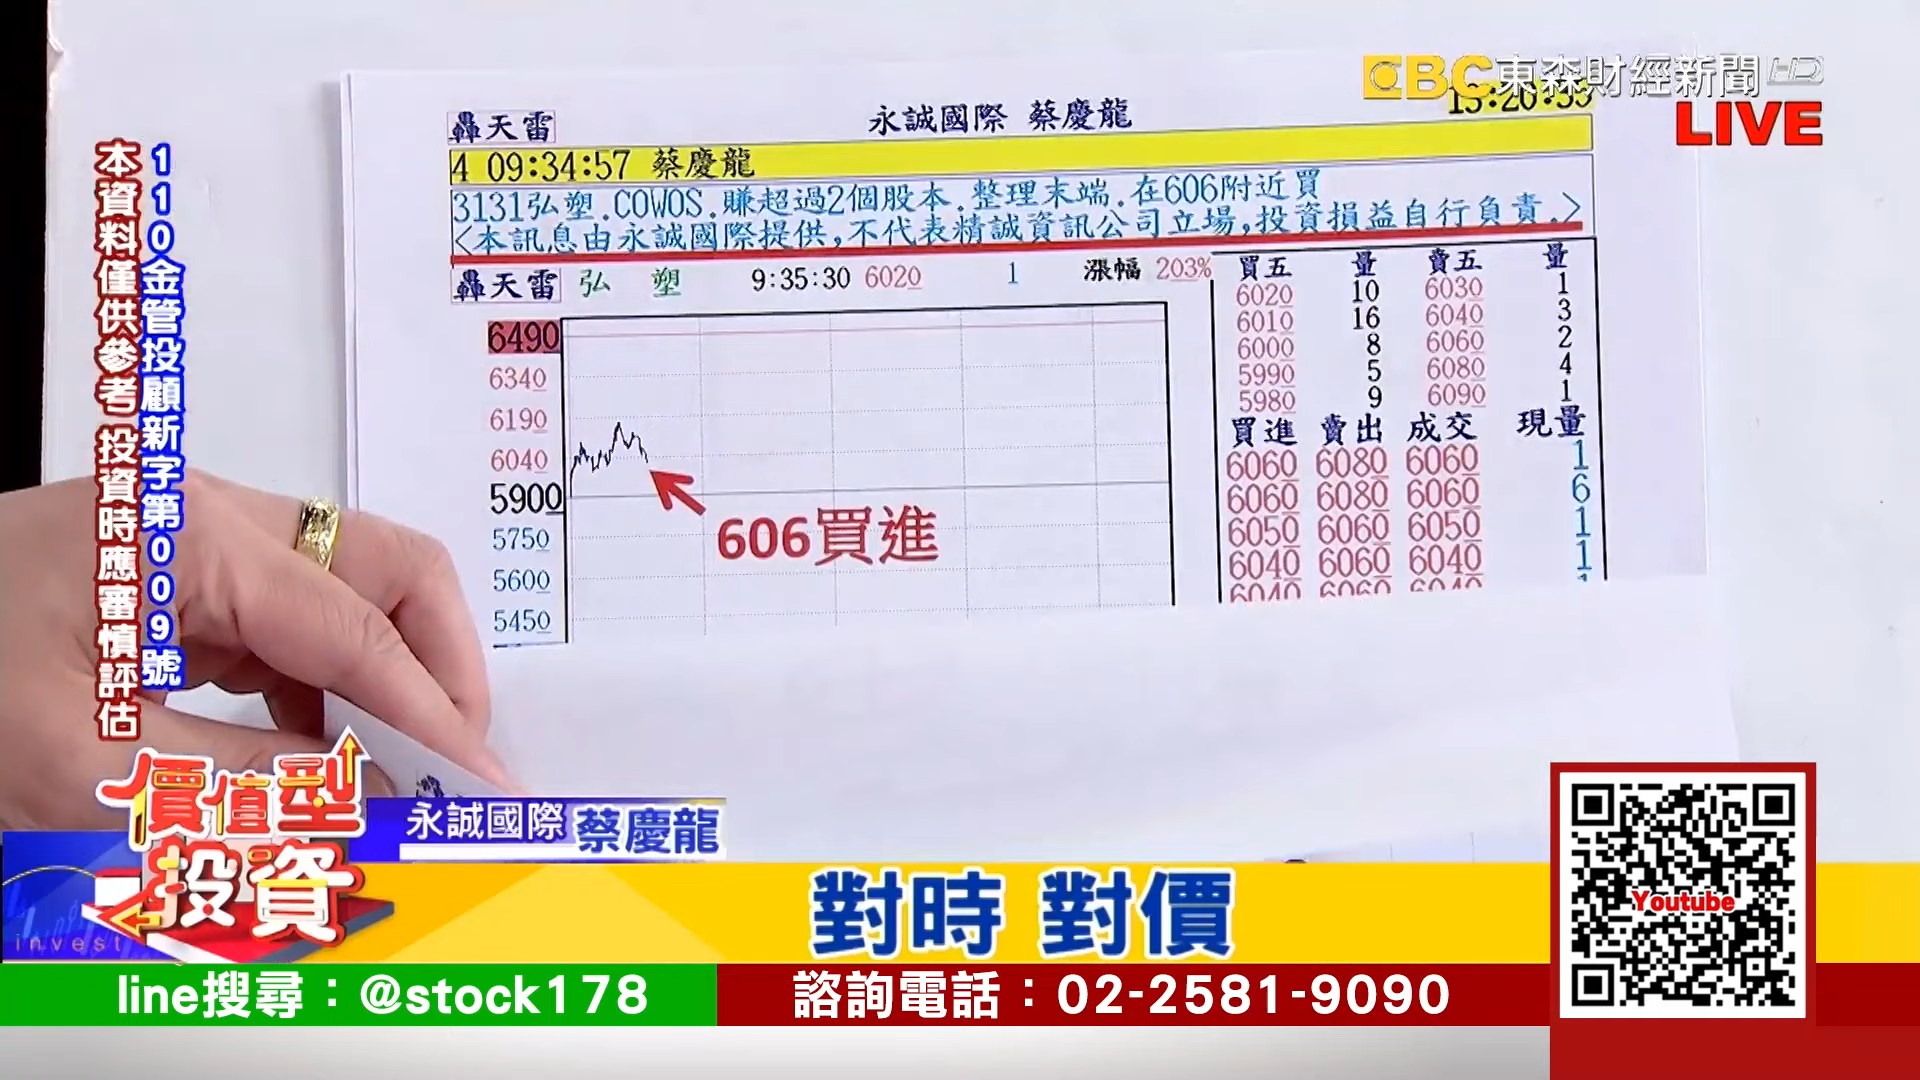 EBC東森財經新聞HD
LIVE
本資料僅供參考 投資時應審慎評估
110金管投顧新字第009號
轟天雷
永誠國際 蔡慶龍
15:20:55
4 09:34:57 蔡慶龍
3131弘塑.COWOS.賺超過2個股本.整理末端.在606附近買
<本訊息由永誠國際提供,不代表精誠資訊公司立場,投資損益自行負責.>
轟天雷 弘 塑 9:35:30 6020 1 漲幅 203%
買五 量 賣五 量
6020 10 6030 1
6010 16 6040 3
6000 8 6060 2
5990 5 6080 4
5980 9 6090 1
買進 賣出 成交 現量
6060 6080 6060 1
6060 6080 6060 6
6050 6060 6050 1
6040 6060 6040 1
6040 6060 6040
6490
6340
6190
6040
5900
5750
5600
5450
606買進
價值型
投資
invest
永誠國際 蔡慶龍
對時 對價
line搜尋：@stock178
諮詢電話：02-2581-9090
Youtube